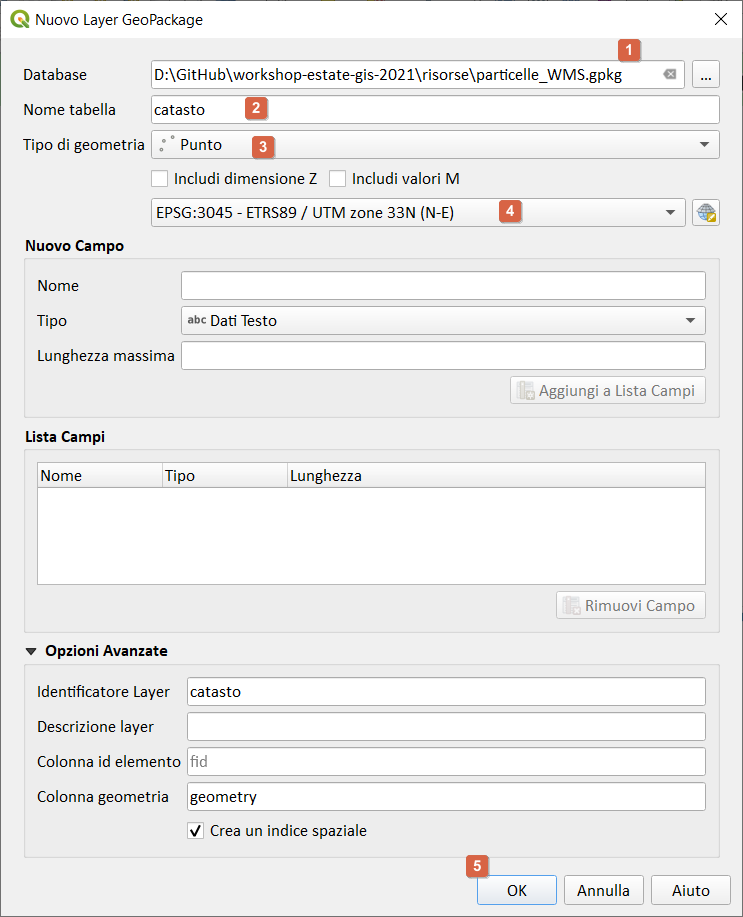 Nuovo Layer GeoPackage
1
Database D:\GitHub\workshop-estate-gis-2021\risorse\particelle_WMS.gpkg ...
Nome tabella catasto 2
Tipo di geometria Punto 3
Includi dimensione Z Includi valori M
EPSG:3045 - ETRS89 / UTM zone 33N (N-E) 4
Nuovo Campo
Nome
Tipo abc Dati Testo
Lunghezza massima
Aggiungi a Lista Campi
Lista Campi
Nome Tipo Lunghezza
Rimuovi Campo
Opzioni Avanzate
Identificatore Layer catasto
Descrizione layer
Colonna id elemento fid
Colonna geometria geometry
Crea un indice spaziale
5
OK Annulla Aiuto